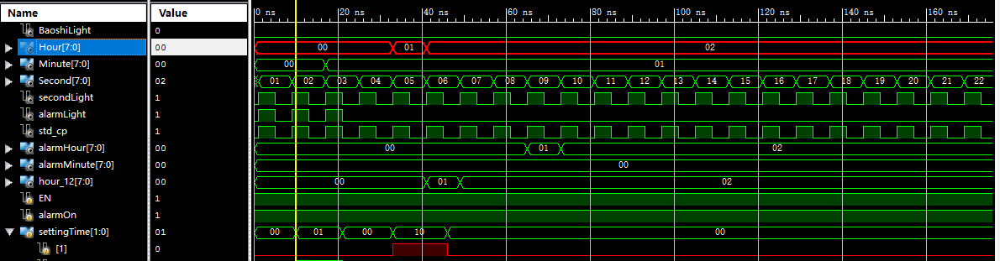 Name Value 0 ns 20 ns 40 ns 60 ns 80 ns 100 ns 120 ns 140 ns 160 ns
BaoshiLight 0
Hour[7:0] 00 00 01 02
Minute[7:0] 00 00 01
Second[7:0] 02 01 02 03 04 05 06 07 08 09 10 11 12 13 14 15 16 17 18 19 20 21 22
secondLight 1
alarmLight 1
std_cp 1
alarmHour[7:0] 00 00 01 02
alarmMinute[7:0] 00 00
hour_12[7:0] 00 00 01 02
EN 1
alarmOn 1
settingTime[1:0] 01 00 01 00 10 00
[1] 0